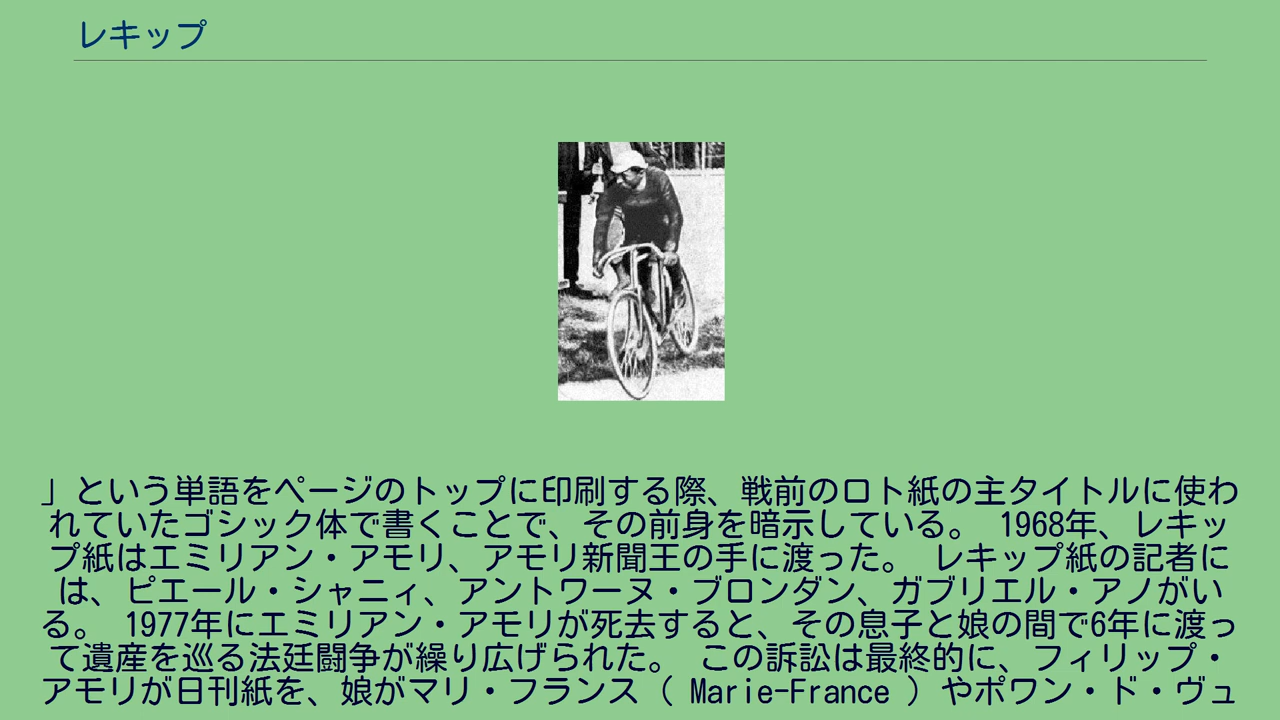 レキップ
」という単語をページのトップに印刷する際、戦前のロト紙の主タイトルに使わ
れていたゴシック体で書くことで、その前身を暗示している。 1968年、レキッ
プ紙はエミリアン・アモリ、アモリ新聞王の手に渡った。 レキップ紙の記者に
は、ピエール・シャニィ、アントワーヌ・ブロンダン、ガブリエル・アノがい
る。 1977年にエミリアン・アモリが死去すると、その息子と娘の間で6年に渡っ
て遺産を巡る法廷闘争が繰り広げられた。 この訴訟は最終的に、フィリップ・
アモリが日刊紙を、娘がマリ・フランス（ Marie-France ）やポワン・ド・ヴュ